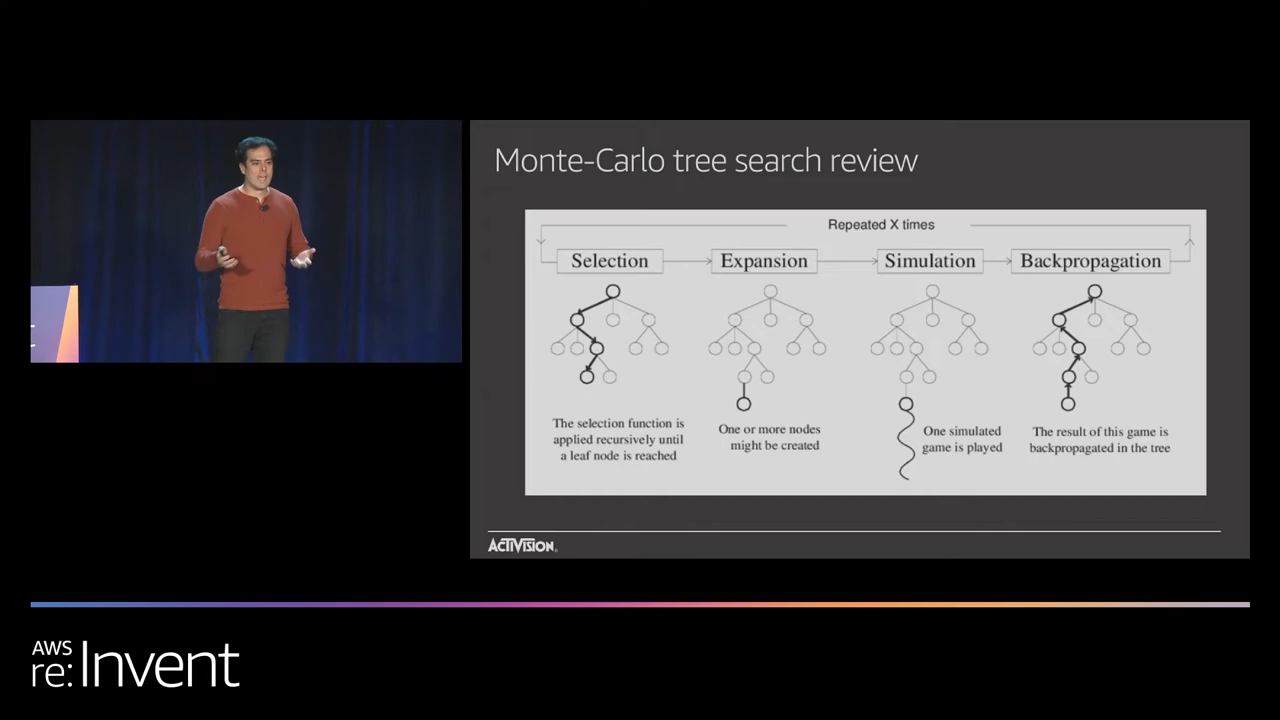 Monte-Carlo tree search review
Repeated X times
Selection
Expansion
Simulation
Backpropagation
The selection function is
applied recursively until
a leaf node is reached
One or more nodes
might be created
One simulated
game is played
The result of this game is
backpropagated in the tree
ACTIVISION.
AWS
re:Invent